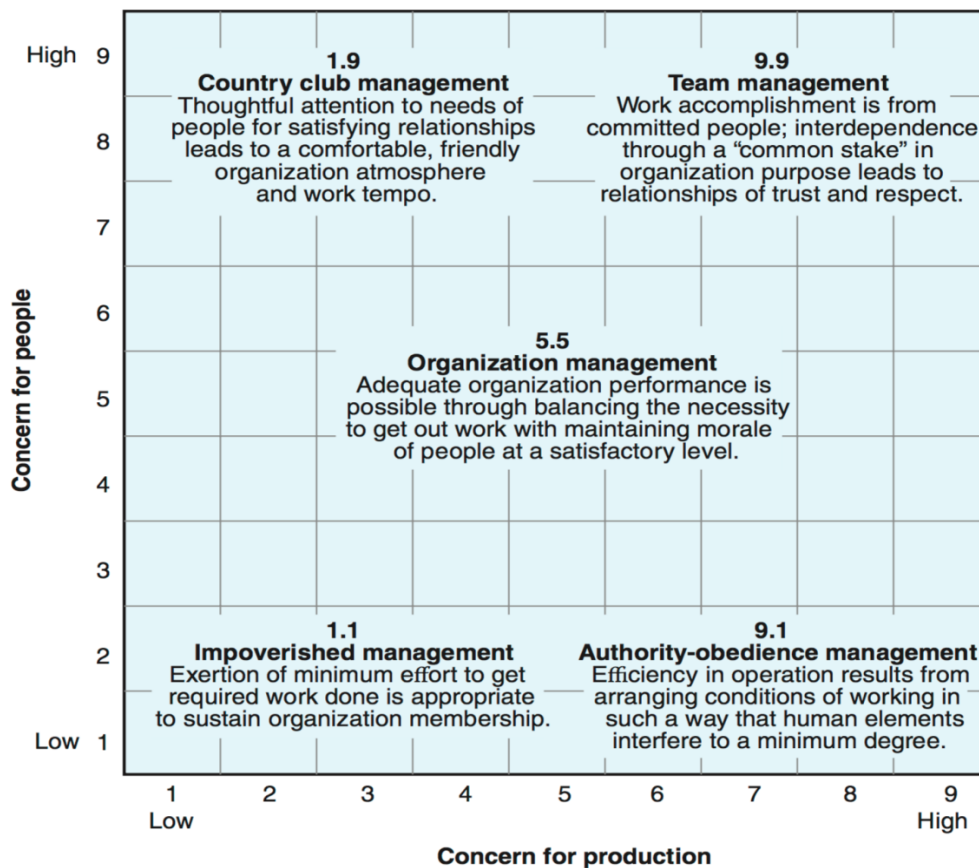 High 9
1.9
Country club management
Thoughtful attention to needs of
people for satisfying relationships
leads to a comfortable, friendly
organization atmosphere
and work tempo.
9.9
Team management
Work accomplishment is from
committed people; interdependence
through a “common stake” in
organization purpose leads to
relationships of trust and respect.
8
7
6
Concern for people
5.5
Organization management
Adequate organization performance is
possible through balancing the necessity
to get out work with maintaining morale
of people at a satisfactory level.
5
4
3
1.1
Impoverished management
Exertion of minimum effort to get
required work done is appropriate
to sustain organization membership.
9.1
Authority-obedience management
Efficiency in operation results from
arranging conditions of working in
such a way that human elements
interfere to a minimum degree.
2
Low 1
1 2 3 4 5 6 7 8 9
Low High
Concern for production